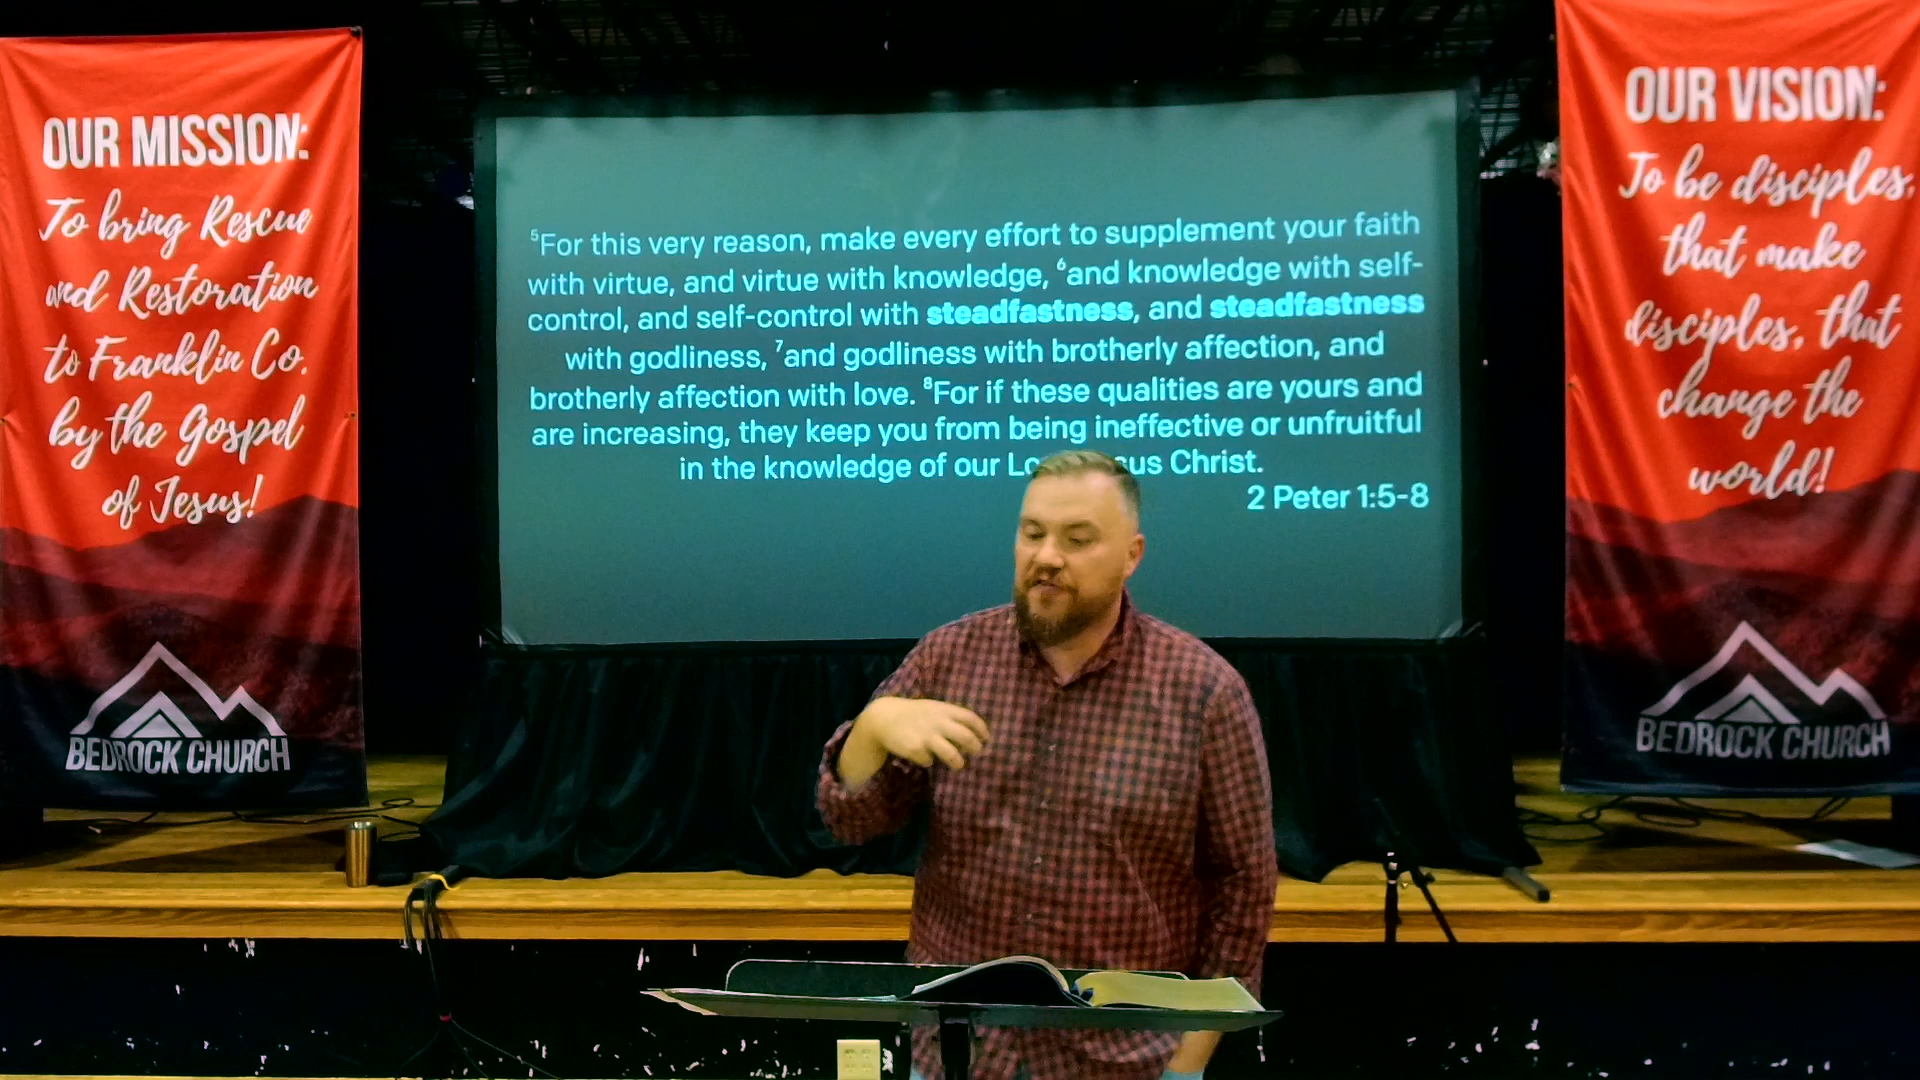 OUR MISSION:
To bring Rescue
and Restoration
to Franklin Co.
by the Gospel
of Jesus!
BEDROCK CHURCH
⁵For this very reason, make every effort to supplement your faith
with virtue, and virtue with knowledge, ⁶and knowledge with self-
control, and self-control with steadfastness, and steadfastness
with godliness, ⁷and godliness with brotherly affection, and
brotherly affection with love. ⁸For if these qualities are yours and
are increasing, they keep you from being ineffective or unfruitful
in the knowledge of our Christ.
2 Peter 1:5-8
OUR VISION:
To be disciples,
that make
disciples, that
change the
world!
BEDROCK CHURCH